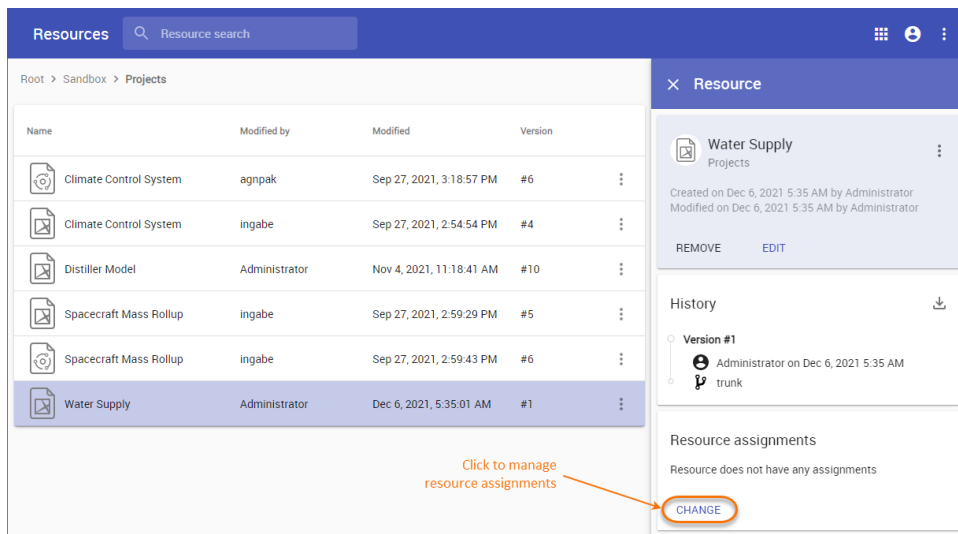 Resources
Resource search
Root > Sandbox > Projects
Name Modified by Modified Version
Climate Control System agnpak Sep 27, 2021, 3:18:57 PM #6
Climate Control System ingabe Sep 27, 2021, 2:54:54 PM #4
Distiller Model Administrator Nov 4, 2021, 11:18:41 AM #10
Spacecraft Mass Rollup ingabe Sep 27, 2021, 2:59:29 PM #5
Spacecraft Mass Rollup ingabe Sep 27, 2021, 2:59:43 PM #6
Water Supply Administrator Dec 6, 2021, 5:35:01 AM #1
Click to manage
resource assignments
Resource
Water Supply
Projects
Created on Dec 6, 2021 5:35 AM by Administrator
Modified on Dec 6, 2021 5:35 AM by Administrator
REMOVE EDIT
History
Version #1
Administrator on Dec 6, 2021 5:35 AM
trunk
Resource assignments
Resource does not have any assignments
CHANGE